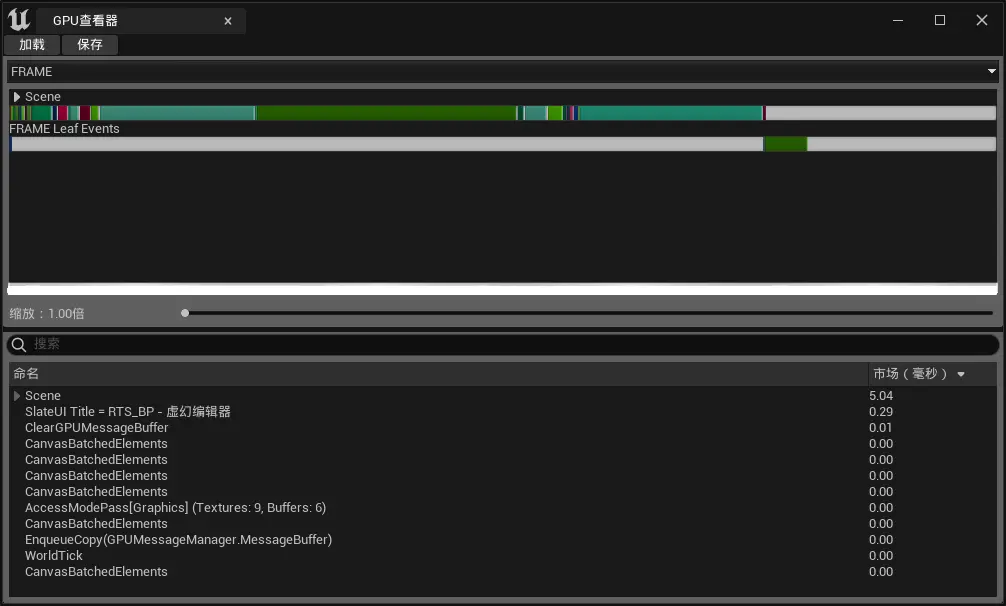 GPU查看器
加载 保存
FRAME
Scene
FRAME Leaf Events
缩放：1.00倍
搜索
命名 市场（毫秒）
Scene 5.04
SlateUI Title = RTS_BP - 虚幻编辑器 0.29
ClearGPUMessageBuffer 0.01
CanvasBatchedElements 0.00
CanvasBatchedElements 0.00
CanvasBatchedElements 0.00
CanvasBatchedElements 0.00
AccessModePass[Graphics] (Textures: 9, Buffers: 6) 0.00
CanvasBatchedElements 0.00
EnqueueCopy(GPUMessageManager.MessageBuffer) 0.00
WorldTick 0.00
CanvasBatchedElements 0.00